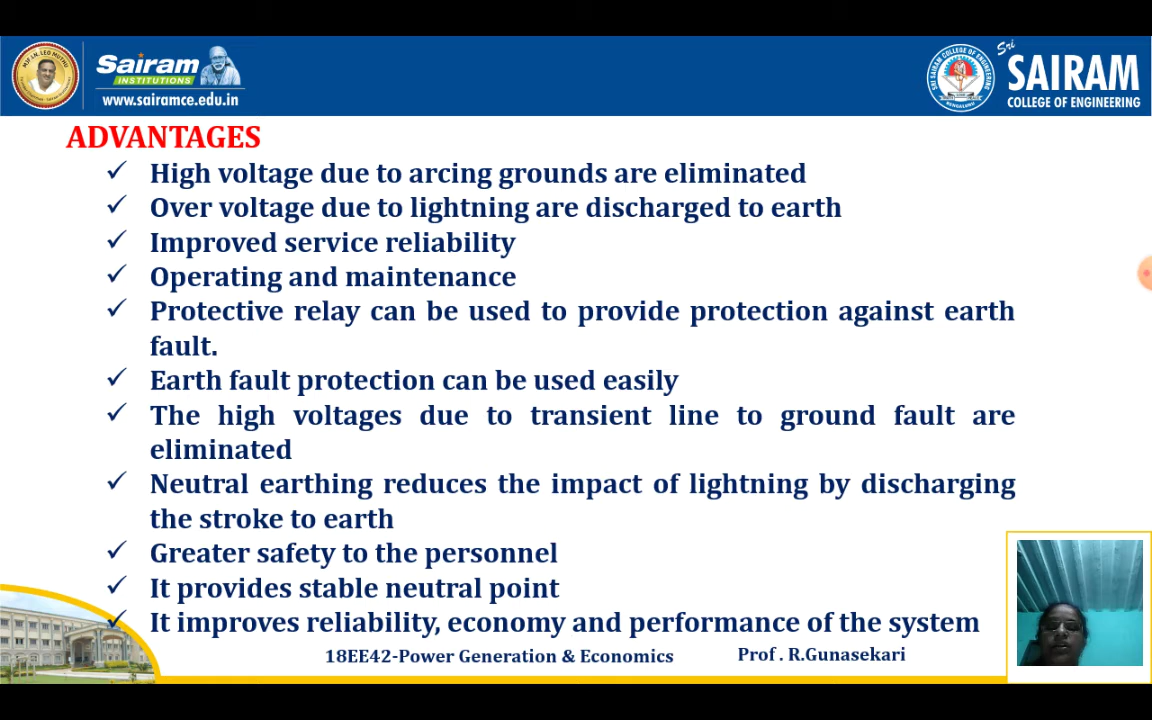 Sairam
INSTITUTIONS
www.sairamce.edu.in
Sri
SAIRAM
COLLEGE OF ENGINEERING
ADVANTAGES
✓ High voltage due to arcing grounds are eliminated
✓ Over voltage due to lightning are discharged to earth
✓ Improved service reliability
✓ Operating and maintenance
✓ Protective relay can be used to provide protection against earth
fault.
✓ Earth fault protection can be used easily
✓ The high voltages due to transient line to ground fault are
eliminated
✓ Neutral earthing reduces the impact of lightning by discharging
the stroke to earth
✓ Greater safety to the personnel
✓ It provides stable neutral point
✓ It improves reliability, economy and performance of the system
18EE42-Power Generation & Economics
Prof . R.Gunasekari